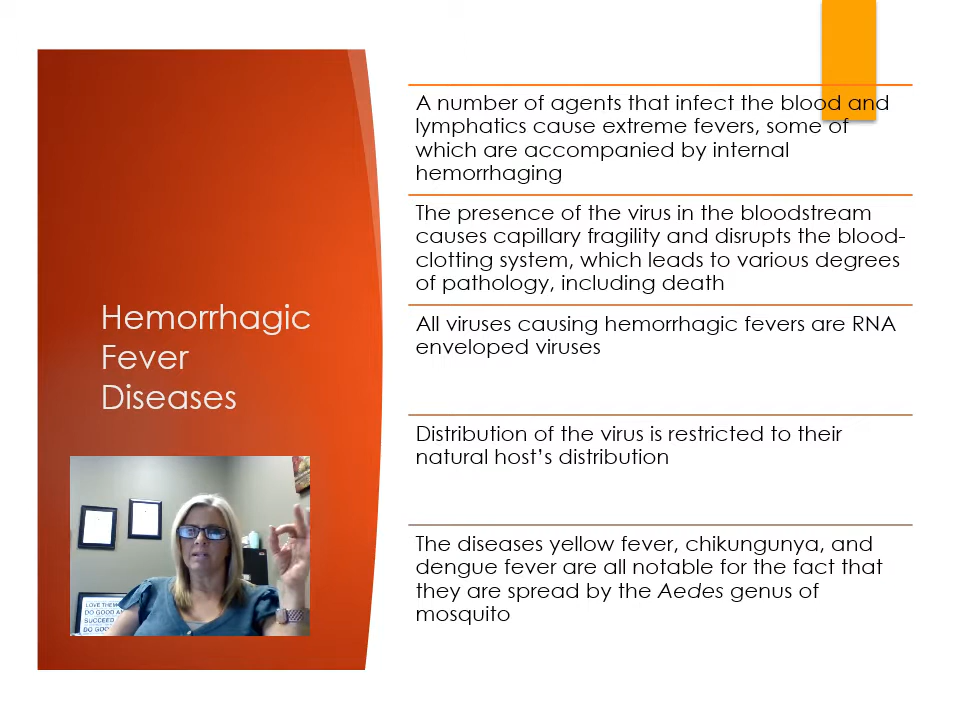 Hemorrhagic
Fever
Diseases
A number of agents that infect the blood and
lymphatics cause extreme fevers, some of
which are accompanied by internal
hemorrhaging
The presence of the virus in the bloodstream
causes capillary fragility and disrupts the blood-
clotting system, which leads to various degrees
of pathology, including death
All viruses causing hemorrhagic fevers are RNA
enveloped viruses
Distribution of the virus is restricted to their
natural host’s distribution
The diseases yellow fever, chikungunya, and
dengue fever are all notable for the fact that
they are spread by the Aedes genus of
mosquito
LOVE THEM
DO GOOD
SUCCEED
DO GOO